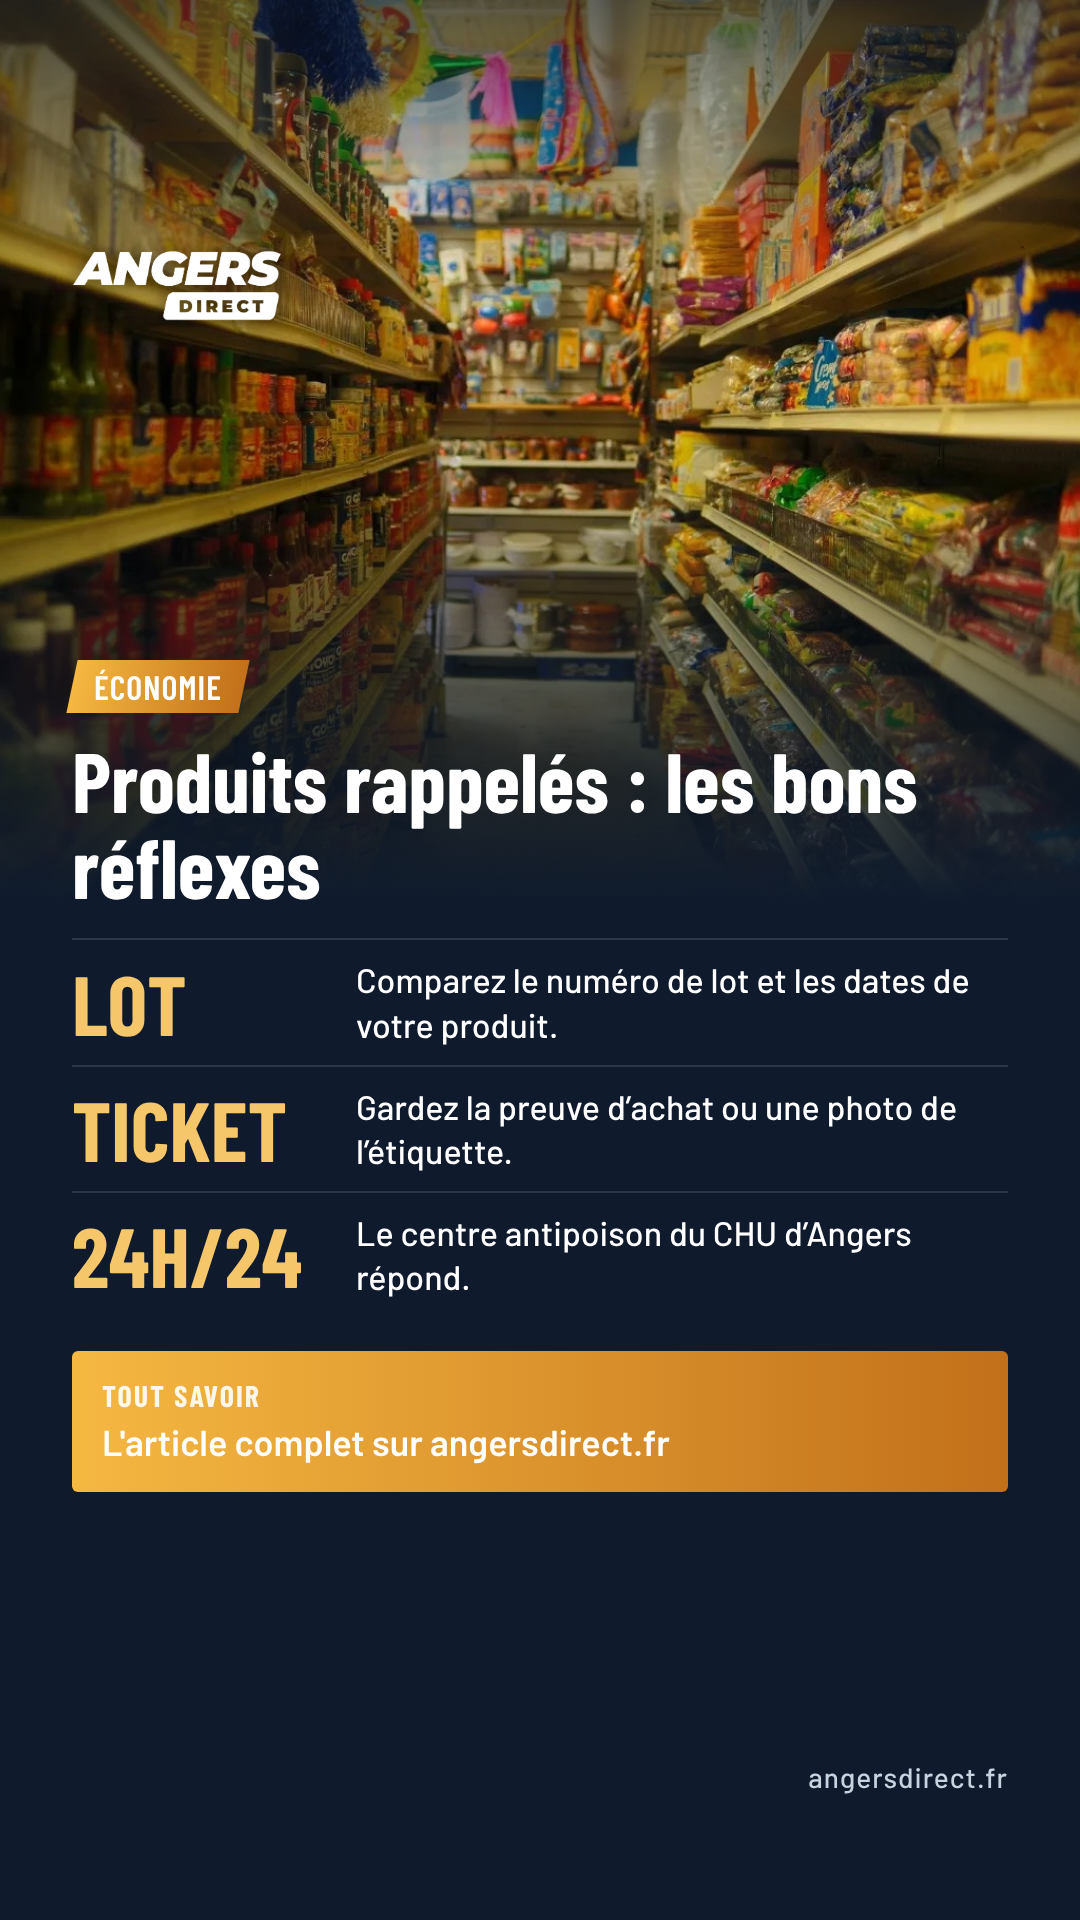 ANGERS
DIRECT
ÉCONOMIE
Produits rappelés : les bons
réflexes
LOT
Comparez le numéro de lot et les dates de
votre produit.
TICKET
Gardez la preuve d’achat ou une photo de
l’étiquette.
24H/24
Le centre antipoison du CHU d’Angers
répond.
TOUT SAVOIR
L'article complet sur angersdirect.fr
angersdirect.fr